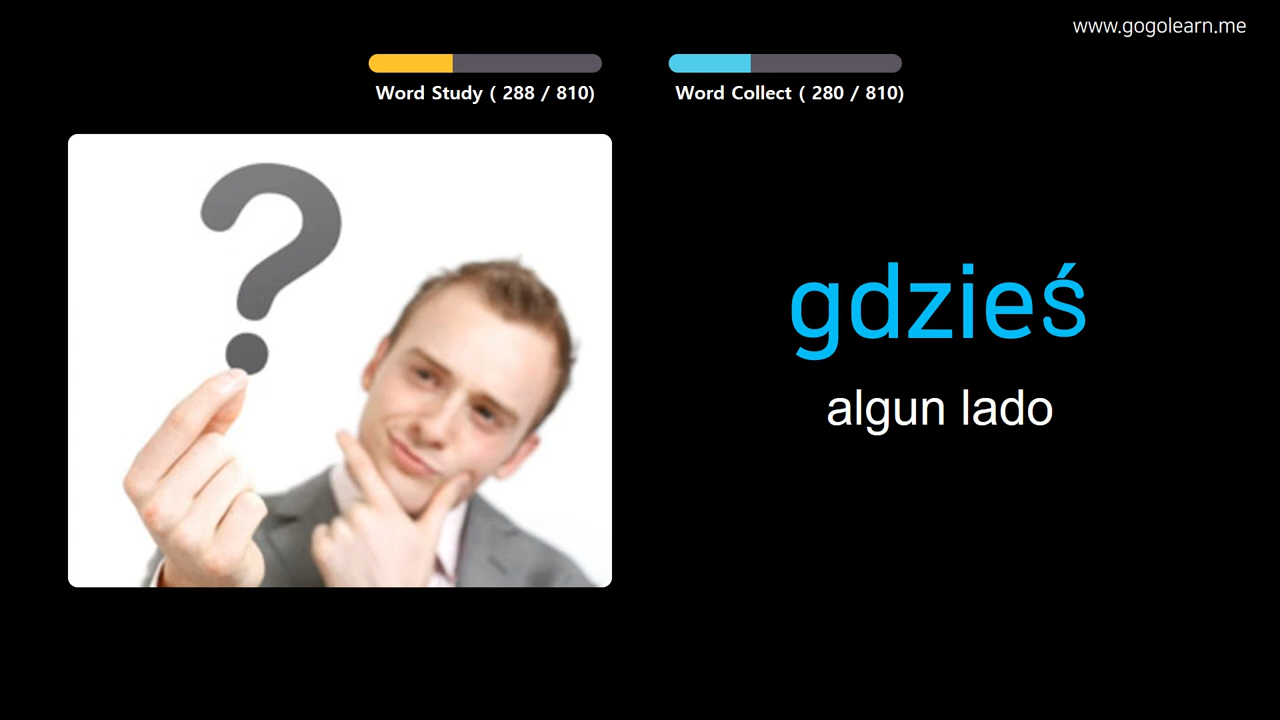 www.gogolearn.me
Word Study ( 288 / 810)
Word Collect ( 280 / 810)
?
gdzieś
algun lado